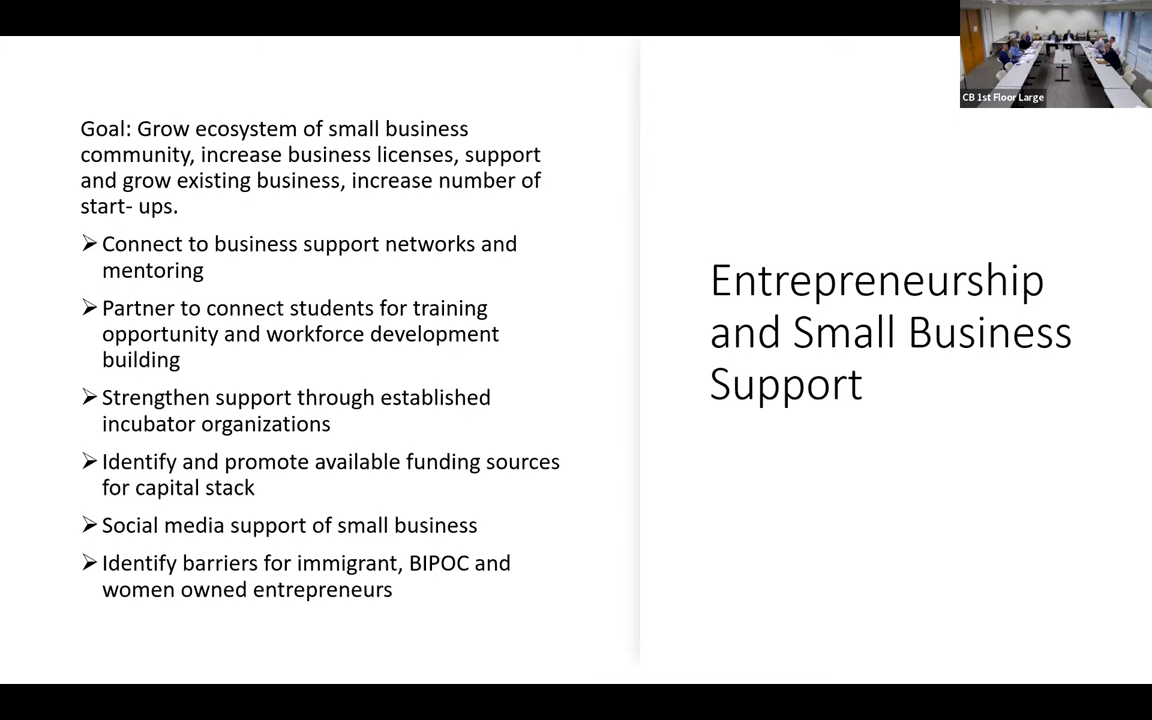 Goal: Grow ecosystem of small business
community, increase business licenses, support
and grow existing business, increase number of
start- ups.
➢ Connect to business support networks and
mentoring
➢ Partner to connect students for training
opportunity and workforce development
building
➢ Strengthen support through established
incubator organizations
➢ Identify and promote available funding sources
for capital stack
➢ Social media support of small business
➢ Identify barriers for immigrant, BIPOC and
women owned entrepreneurs
Entrepreneurship
and Small Business
Support
CB 1st Floor Large